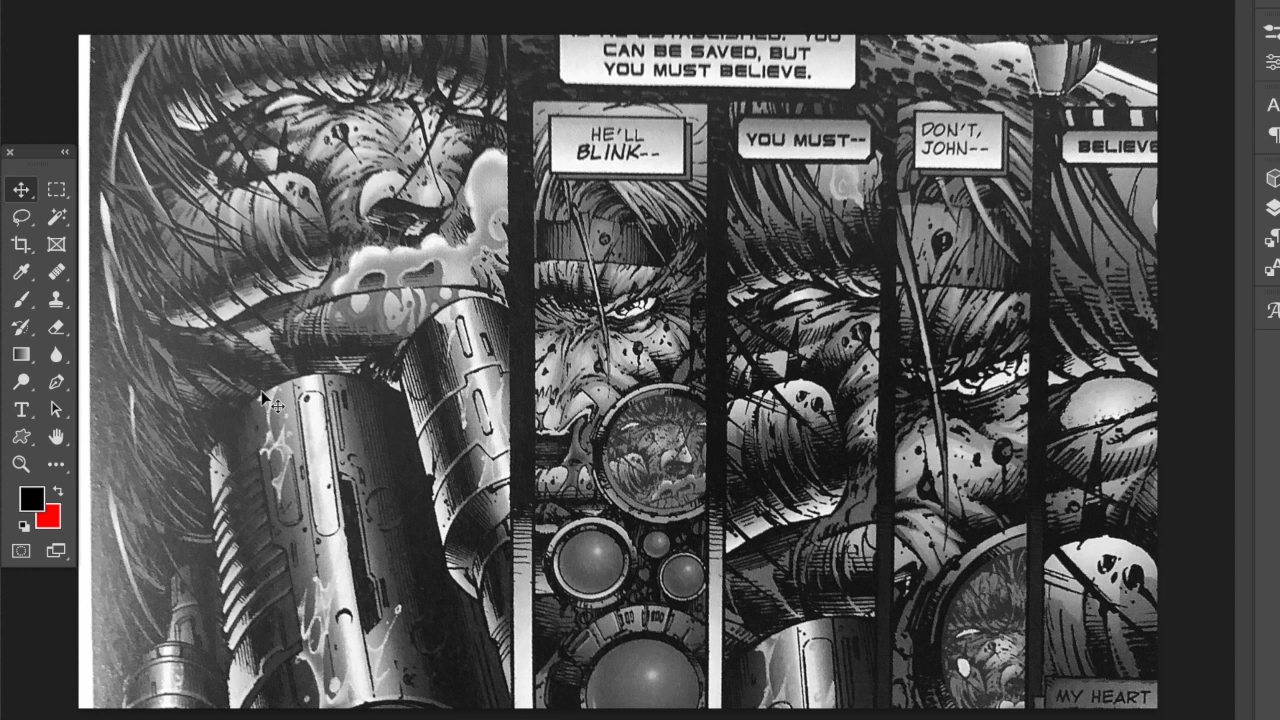 CAN BE SAVED, BUT
YOU MUST BELIEVE.
HE'LL
BLINK--
YOU MUST--
DON'T,
JOHN--
BELIEVE
MY HEART